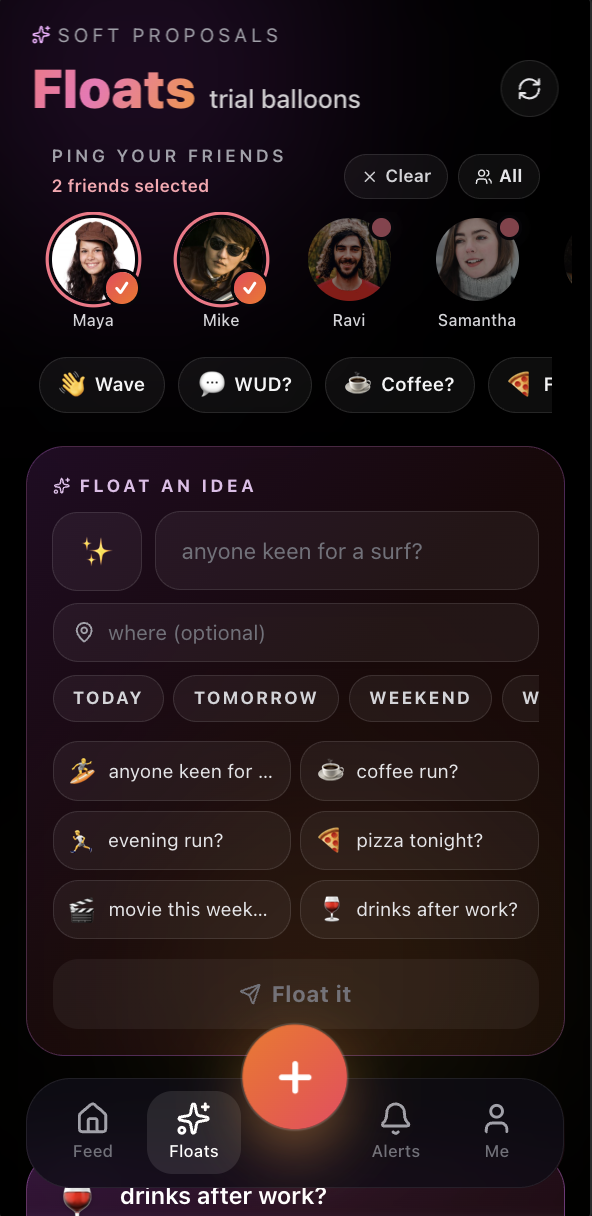 SOFT PROPOSALS
Floats trial balloons
PING YOUR FRIENDS
2 friends selected
Clear
All
Maya
Mike
Ravi
Samantha
Wave
WUD?
Coffee?
F
FLOAT AN IDEA
anyone keen for a surf?
where (optional)
TODAY
TOMORROW
WEEKEND
W
anyone keen for ...
coffee run?
evening run?
pizza tonight?
movie this week...
drinks after work?
Float it
Feed
Floats
Alerts
Me
drinks after work?